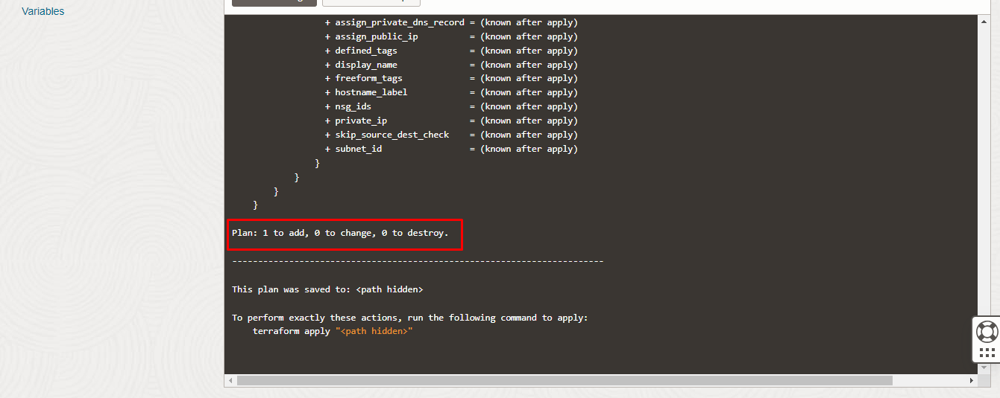 Variables
+ assign_private_dns_record = (known after apply)
+ assign_public_ip = (known after apply)
+ defined_tags = (known after apply)
+ display_name = (known after apply)
+ freeform_tags = (known after apply)
+ hostname_label = (known after apply)
+ nsg_ids = (known after apply)
+ private_ip = (known after apply)
+ skip_source_dest_check = (known after apply)
+ subnet_id = (known after apply)
}
}
}
}
Plan: 1 to add, 0 to change, 0 to destroy.
------------------------------------------------------------------------
This plan was saved to: <path hidden>
To perform exactly these actions, run the following command to apply:
terraform apply "<path hidden>"